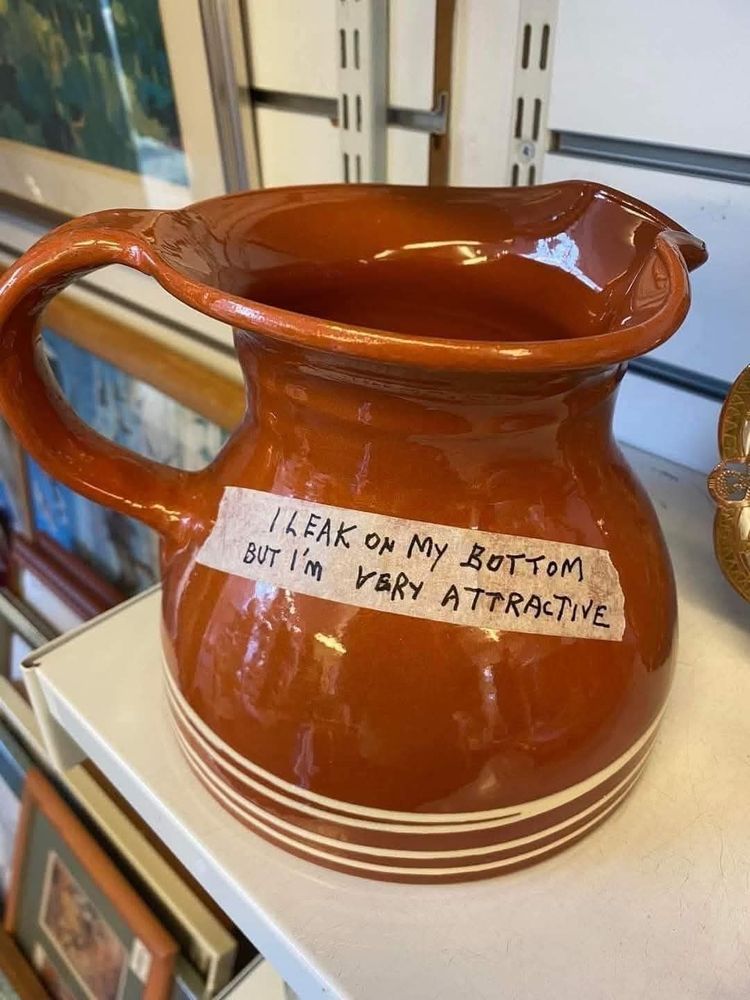 I LEAK ON MY BOTTOM
BUT I'M VERY ATTRACTIVE